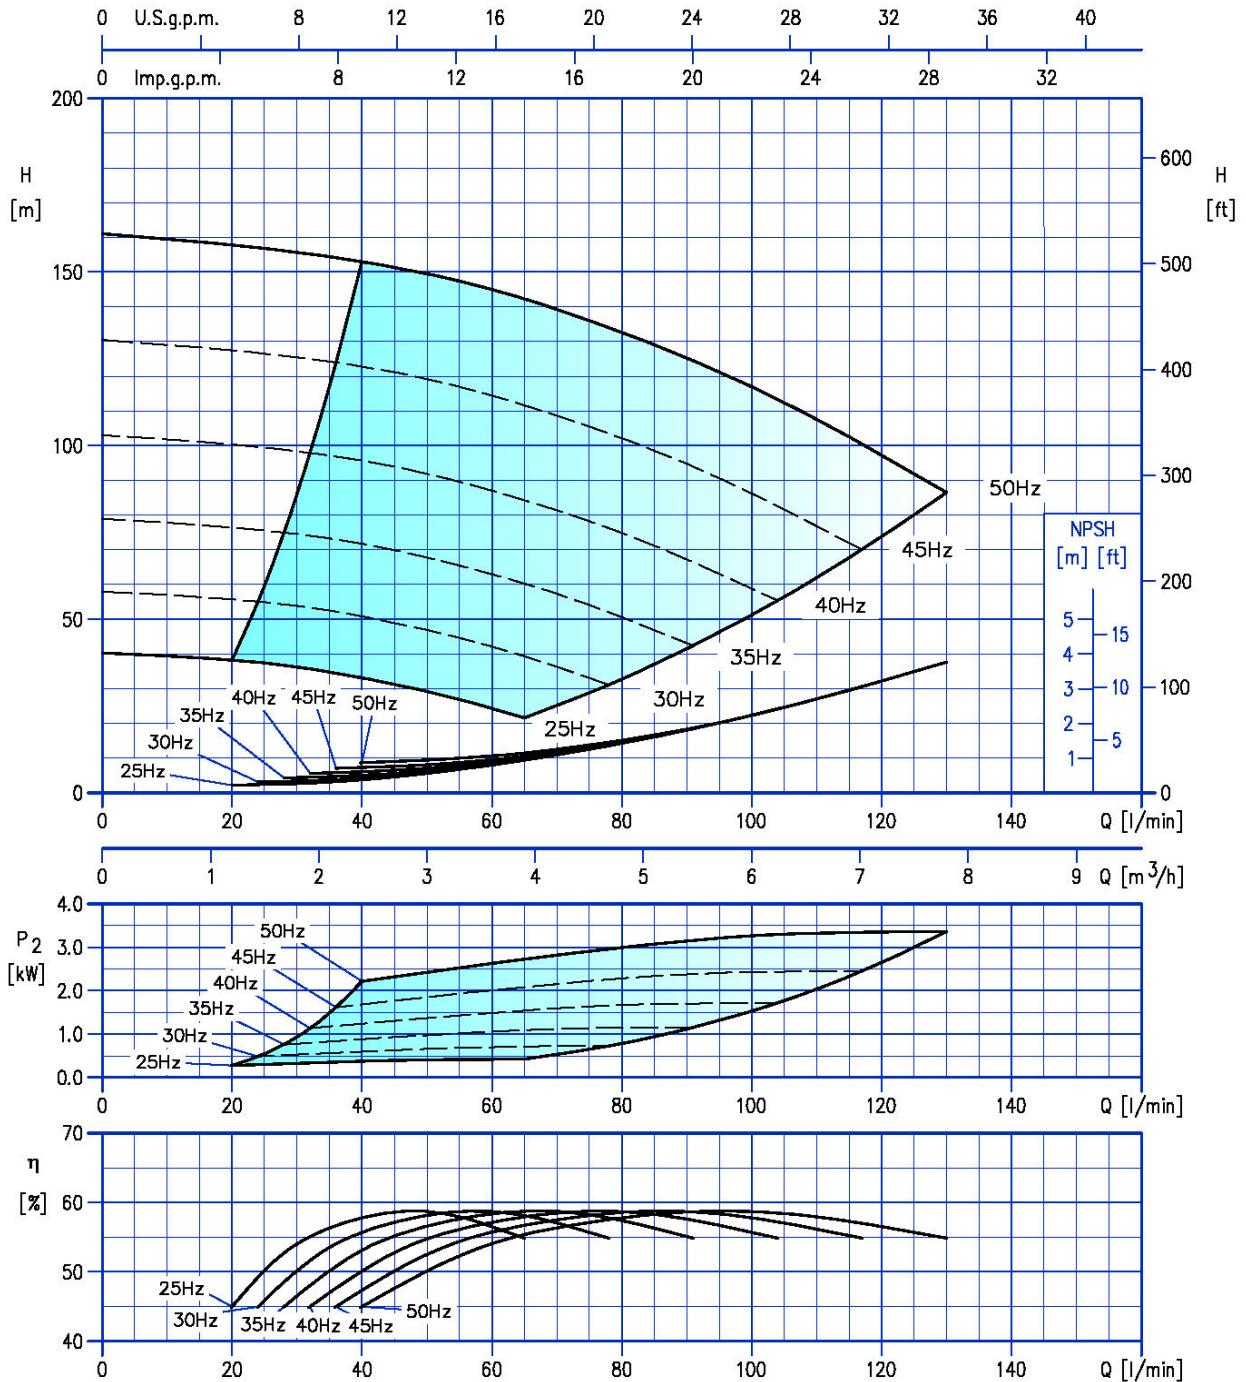 0 U.S.g.p.m. 8 12 16 20 24 28 32 36 40
0 Imp.g.p.m. 8 12 16 20 24 28 32
200
600
H
[m]
H
[ft]
150
500
400
100
300
50Hz
45Hz
NPSH
[m] [ft]
40Hz
200
50
5
15
4
35Hz
3
10
30Hz
100
2
25Hz
5
1
40Hz
45Hz
50Hz
35Hz
30Hz
25Hz
0
0
0 20 40 60 80 100 120 140 Q [l/min]
0 1 2 3 4 5 6 7 8 9 Q [m³/h]
4.0
P2
[kW]
3.0
2.0
1.0
0.0
50Hz
45Hz
40Hz
35Hz
30Hz
25Hz
0 20 40 60 80 100 120 140 Q [l/min]
70
η
[%]
60
50
40
25Hz
30Hz
35Hz
40Hz
45Hz
50Hz
0 20 40 60 80 100 120 140 Q [l/min]